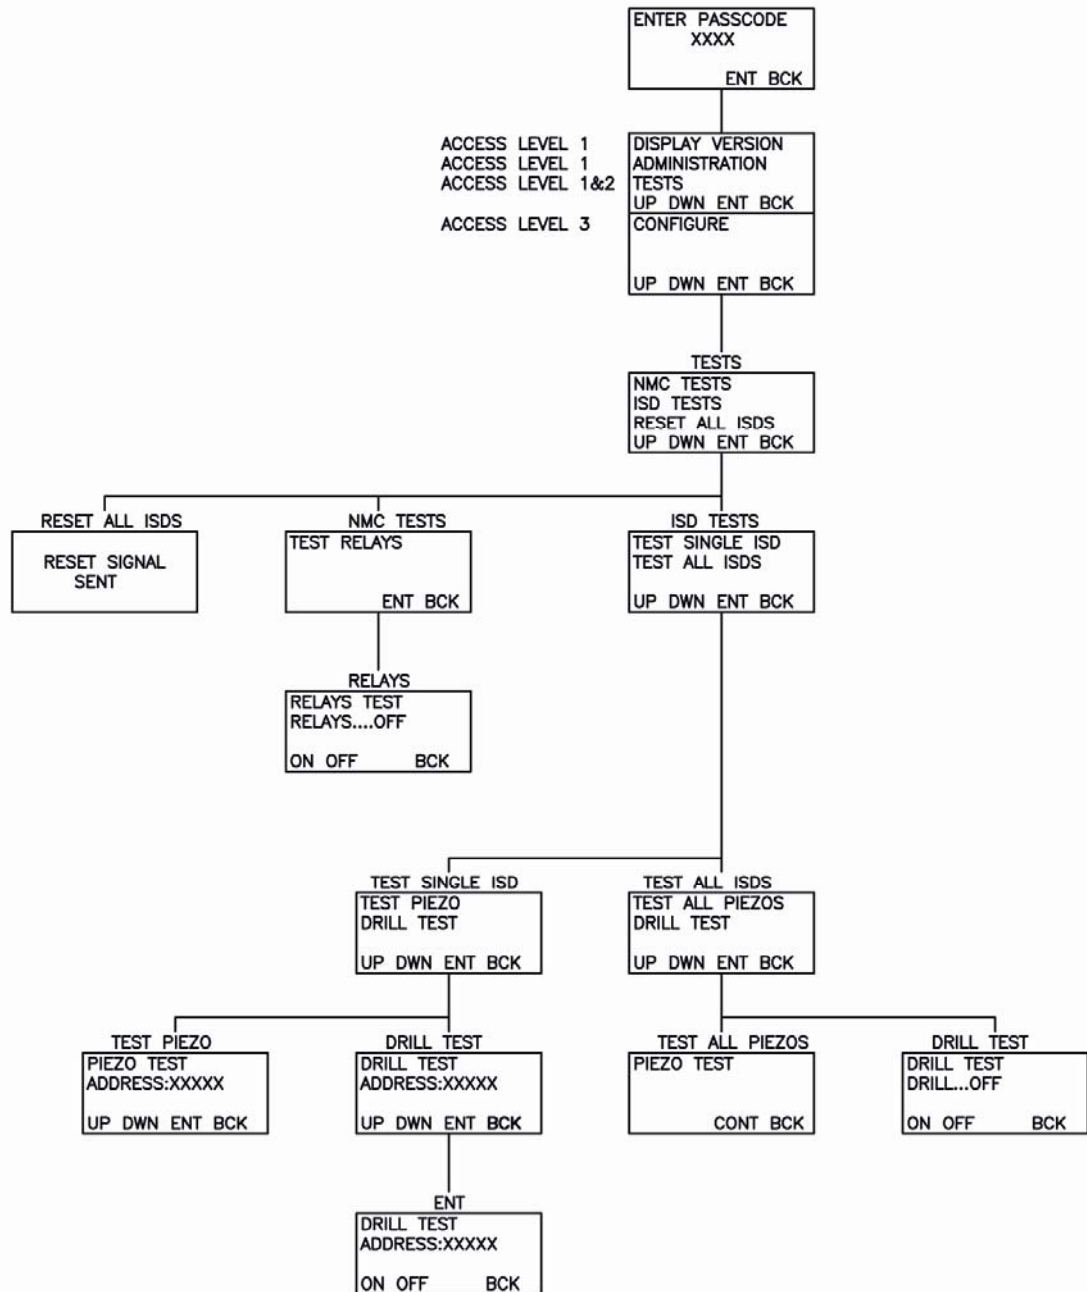 ENTER PASSCODE
XXXX
ENT BCK
ACCESS LEVEL 1
ACCESS LEVEL 1
ACCESS LEVEL 1&2
ACCESS LEVEL 3
DISPLAY VERSION
ADMINISTRATION
TESTS
UP DWN ENT BCK
CONFIGURE
UP DWN ENT BCK
TESTS
NMC TESTS
ISD TESTS
RESET ALL ISDS
UP DWN ENT BCK
RESET ALL ISDS
RESET SIGNAL
SENT
NMC TESTS
TEST RELAYS
ENT BCK
ISD TESTS
TEST SINGLE ISD
TEST ALL ISDS
UP DWN ENT BCK
RELAYS
RELAYS TEST
RELAYS....OFF
ON OFF BCK
TEST SINGLE ISD
TEST PIEZO
DRILL TEST
UP DWN ENT BCK
TEST ALL ISDS
TEST ALL PIEZOS
DRILL TEST
UP DWN ENT BCK
TEST PIEZO
PIEZO TEST
ADDRESS:XXXXX
UP DWN ENT BCK
DRILL TEST
DRILL TEST
ADDRESS:XXXXX
UP DWN ENT BCK
TEST ALL PIEZOS
PIEZO TEST
CONT BCK
DRILL TEST
DRILL TEST
DRILL...OFF
ON OFF BCK
ENT
DRILL TEST
ADDRESS:XXXXX
ON OFF BCK